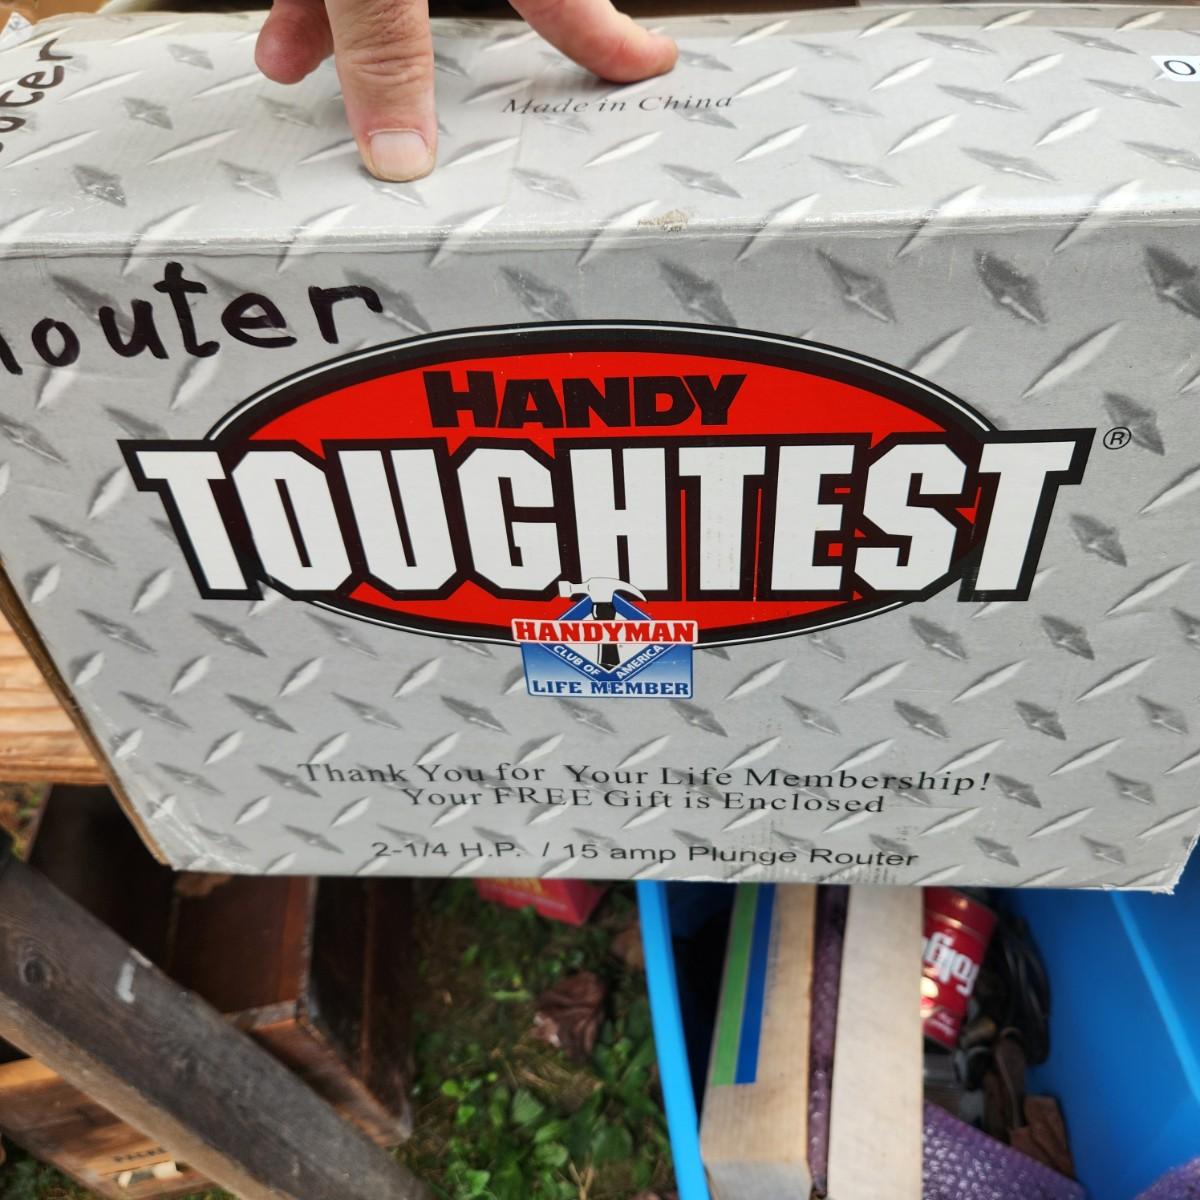 Made in China
outer
HANDY
TOUGHTEST®
HANDYMAN
CLUB OF AMERICA
LIFE MEMBER
Thank You for Your Life Membership!
Your FREE Gift is Enclosed
2-1/4 H.P. / 15 amp Plunge Router